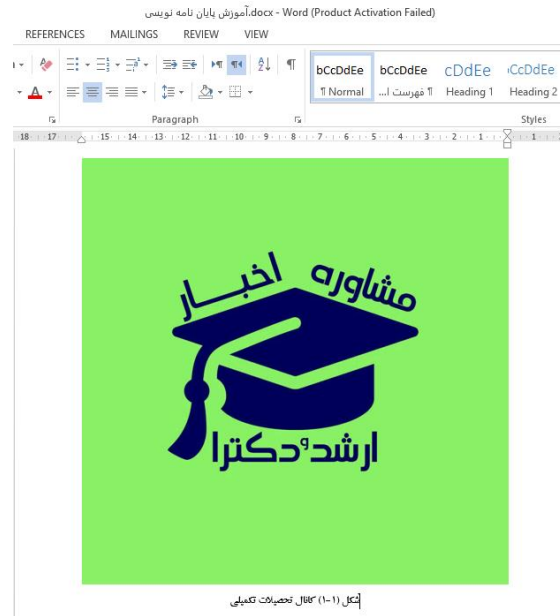 آموزش پایان نامه نویسی.docx - Word (Product Activation Failed)
REFERENCES MAILINGS REVIEW VIEW
bCcDdEe bCcDdEe cDdEe CcDdEe
¶ Normal ¶ فهرست ا... Heading 1 Heading 2
Paragraph Styles
18 17 15 14 13 12 11 10 9 8 7 6 5 4 3 2 1 1
مشاوره اخبار
ارشد و دکترا
شکل (۱-۱) کانال تحصیلات تکمیلی